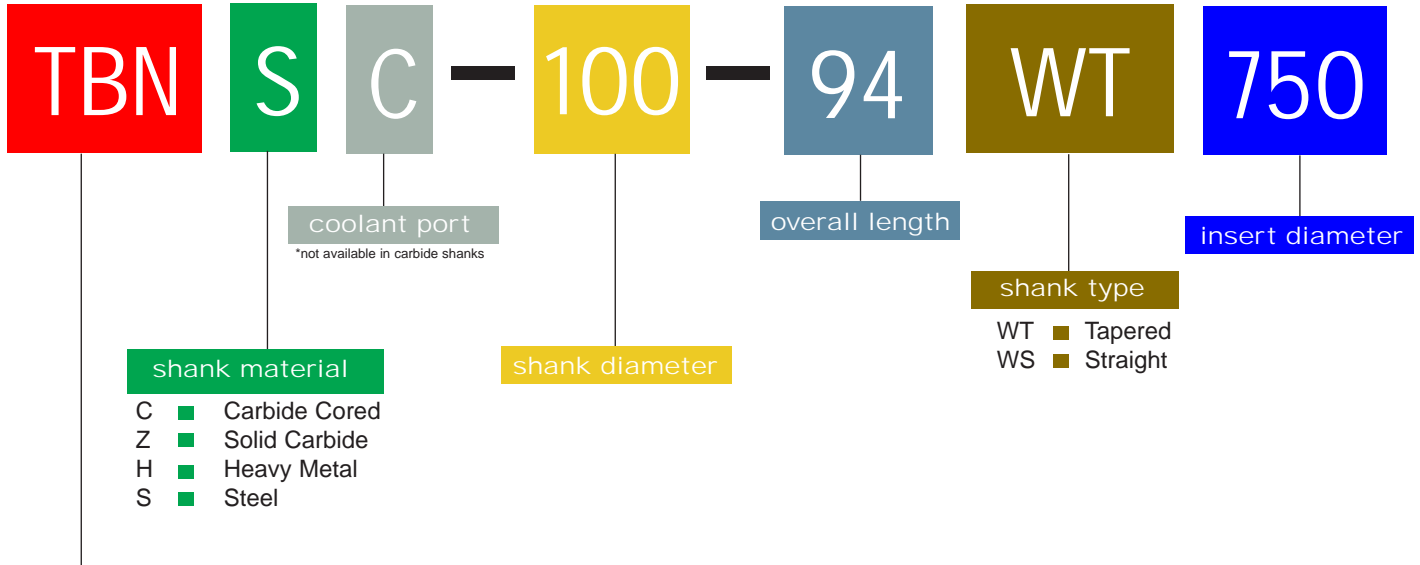 TBN S C - 100 - 94 WT 750
coolant port
*not available in carbide shanks
overall length
insert diameter
shank type
WT Tapered
WS Straight
shank material
shank diameter
C Carbide Cored
Z Solid Carbide
H Heavy Metal
S Steel